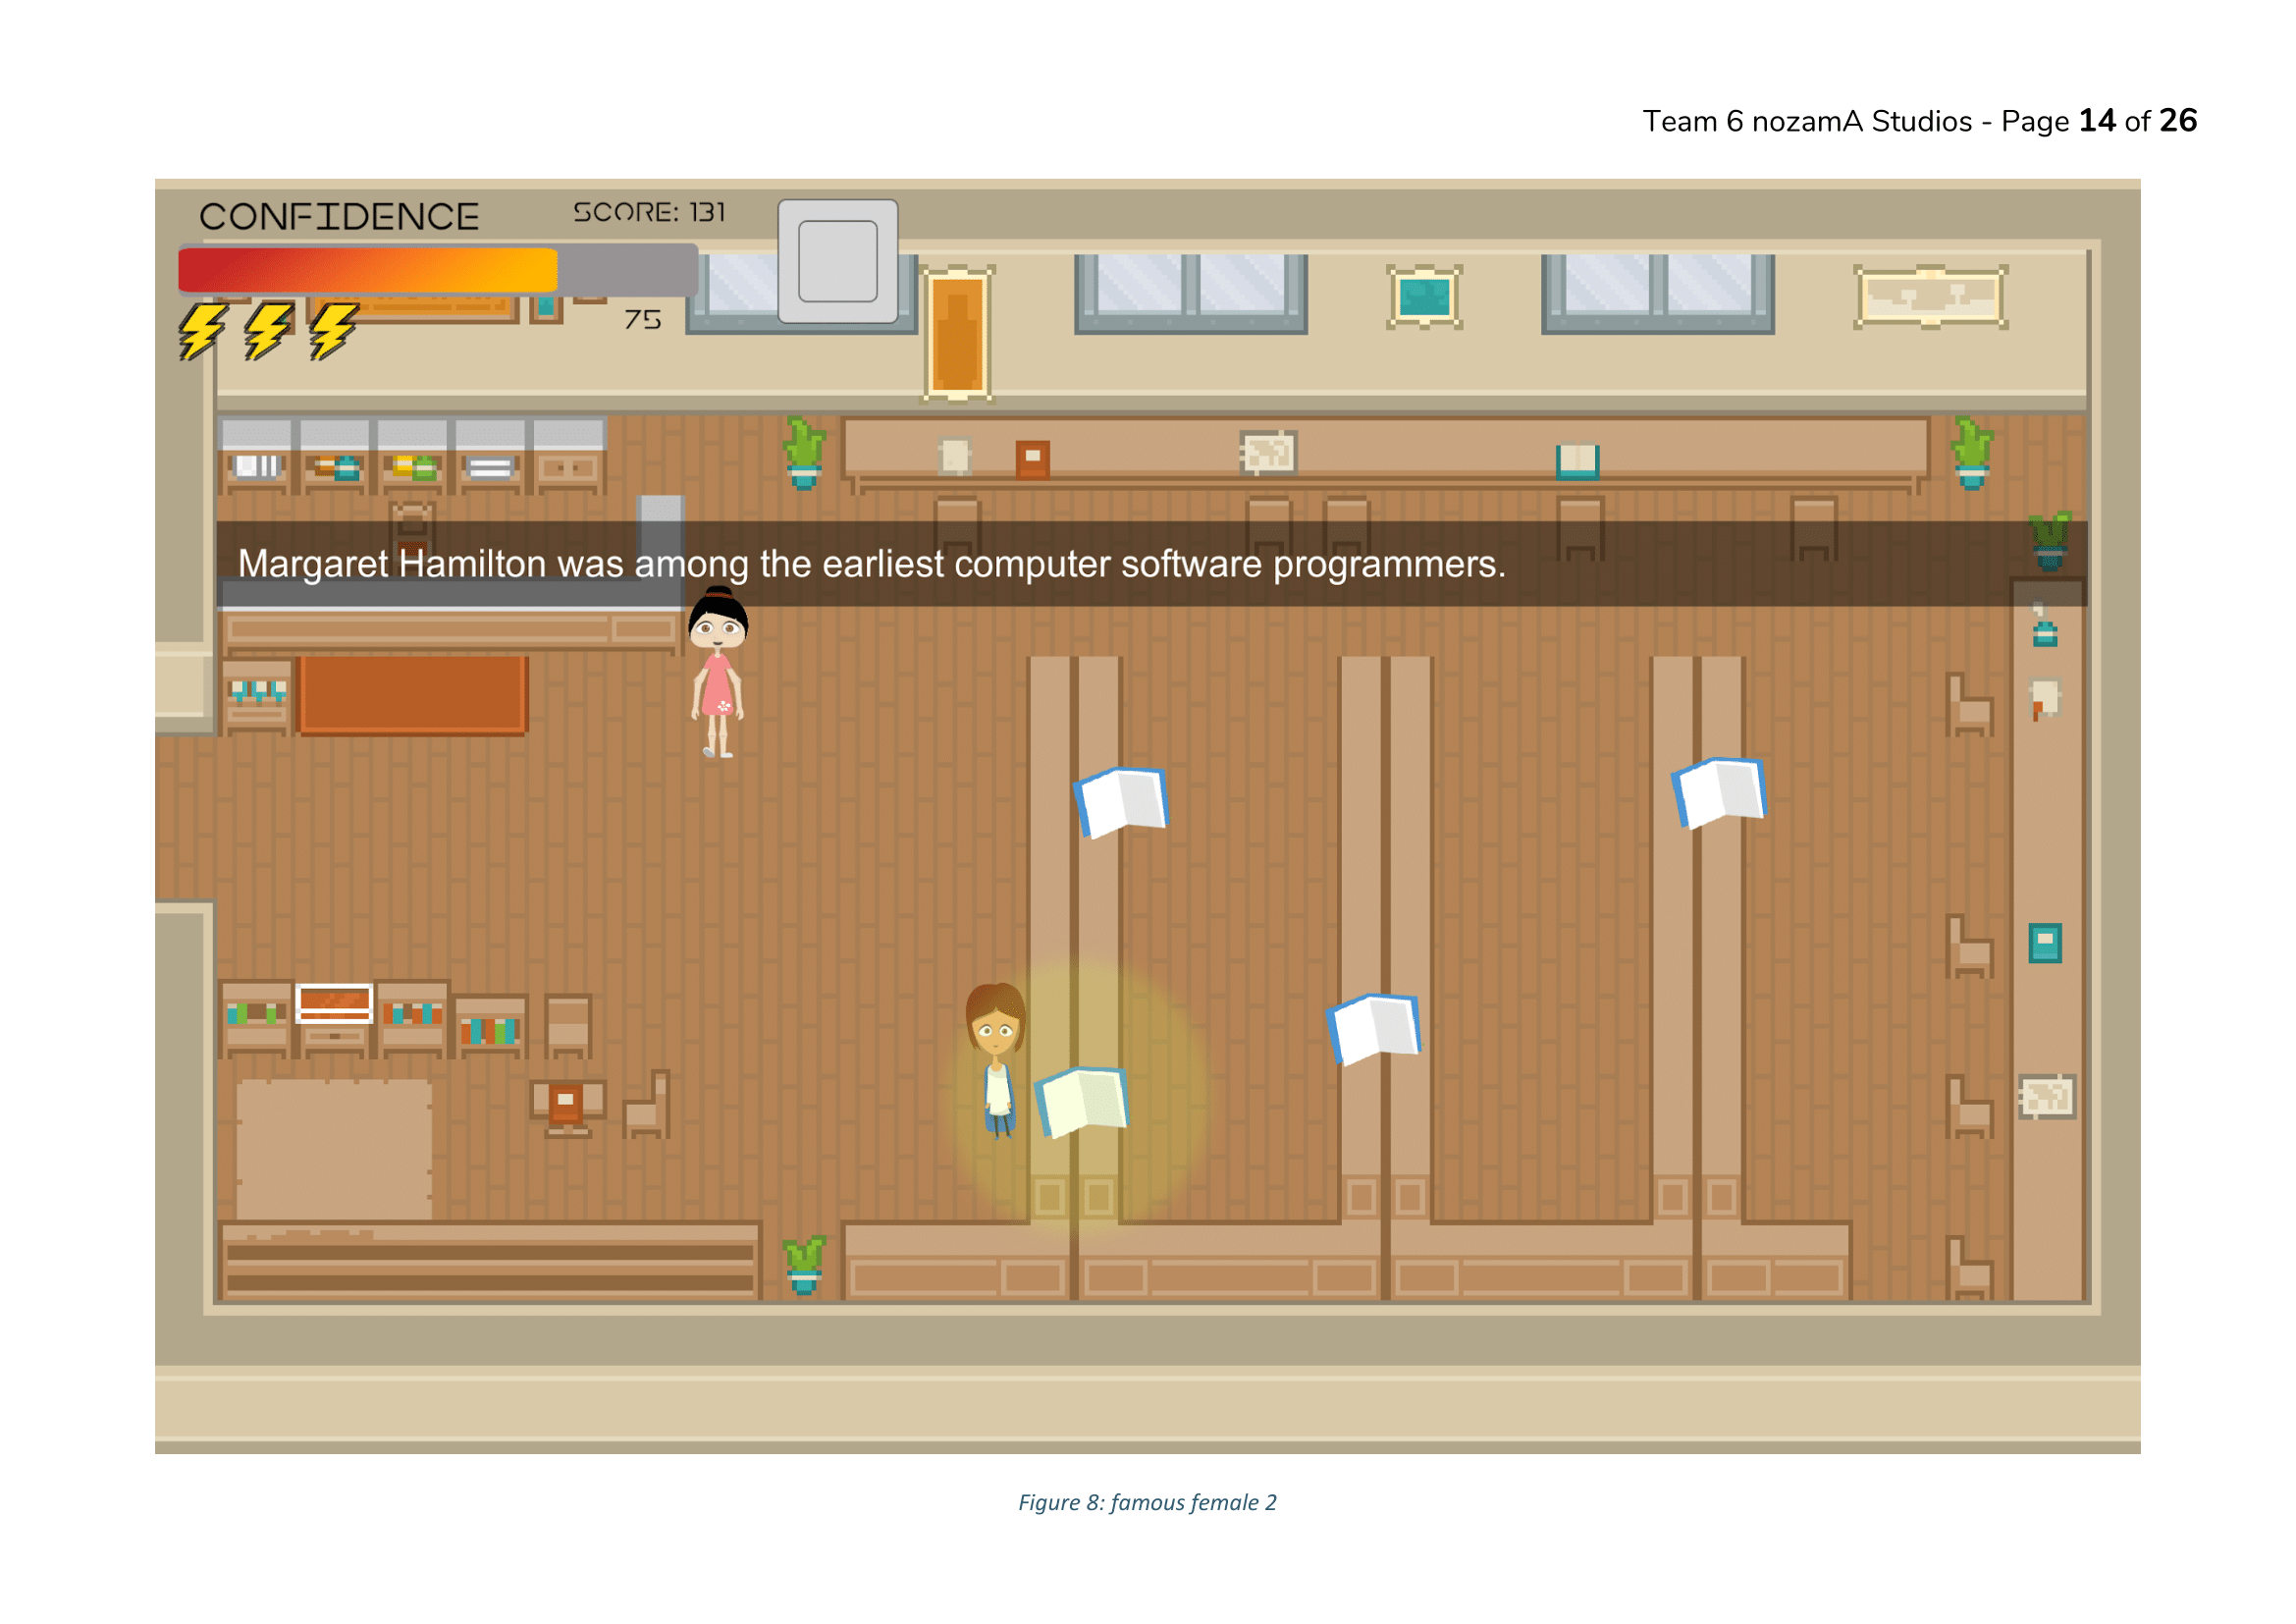 Team 6 nozamA Studios - Page 14 of 26
CONFIDENCE
SCORE: 131
75
Margaret Hamilton was among the earliest computer software programmers.
Figure 8: famous female 2